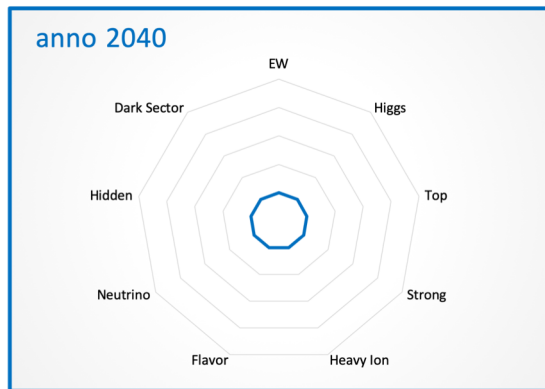 anno 2040
EW
Dark Sector
Higgs
Hidden
Top
Neutrino
Strong
Flavor
Heavy Ion